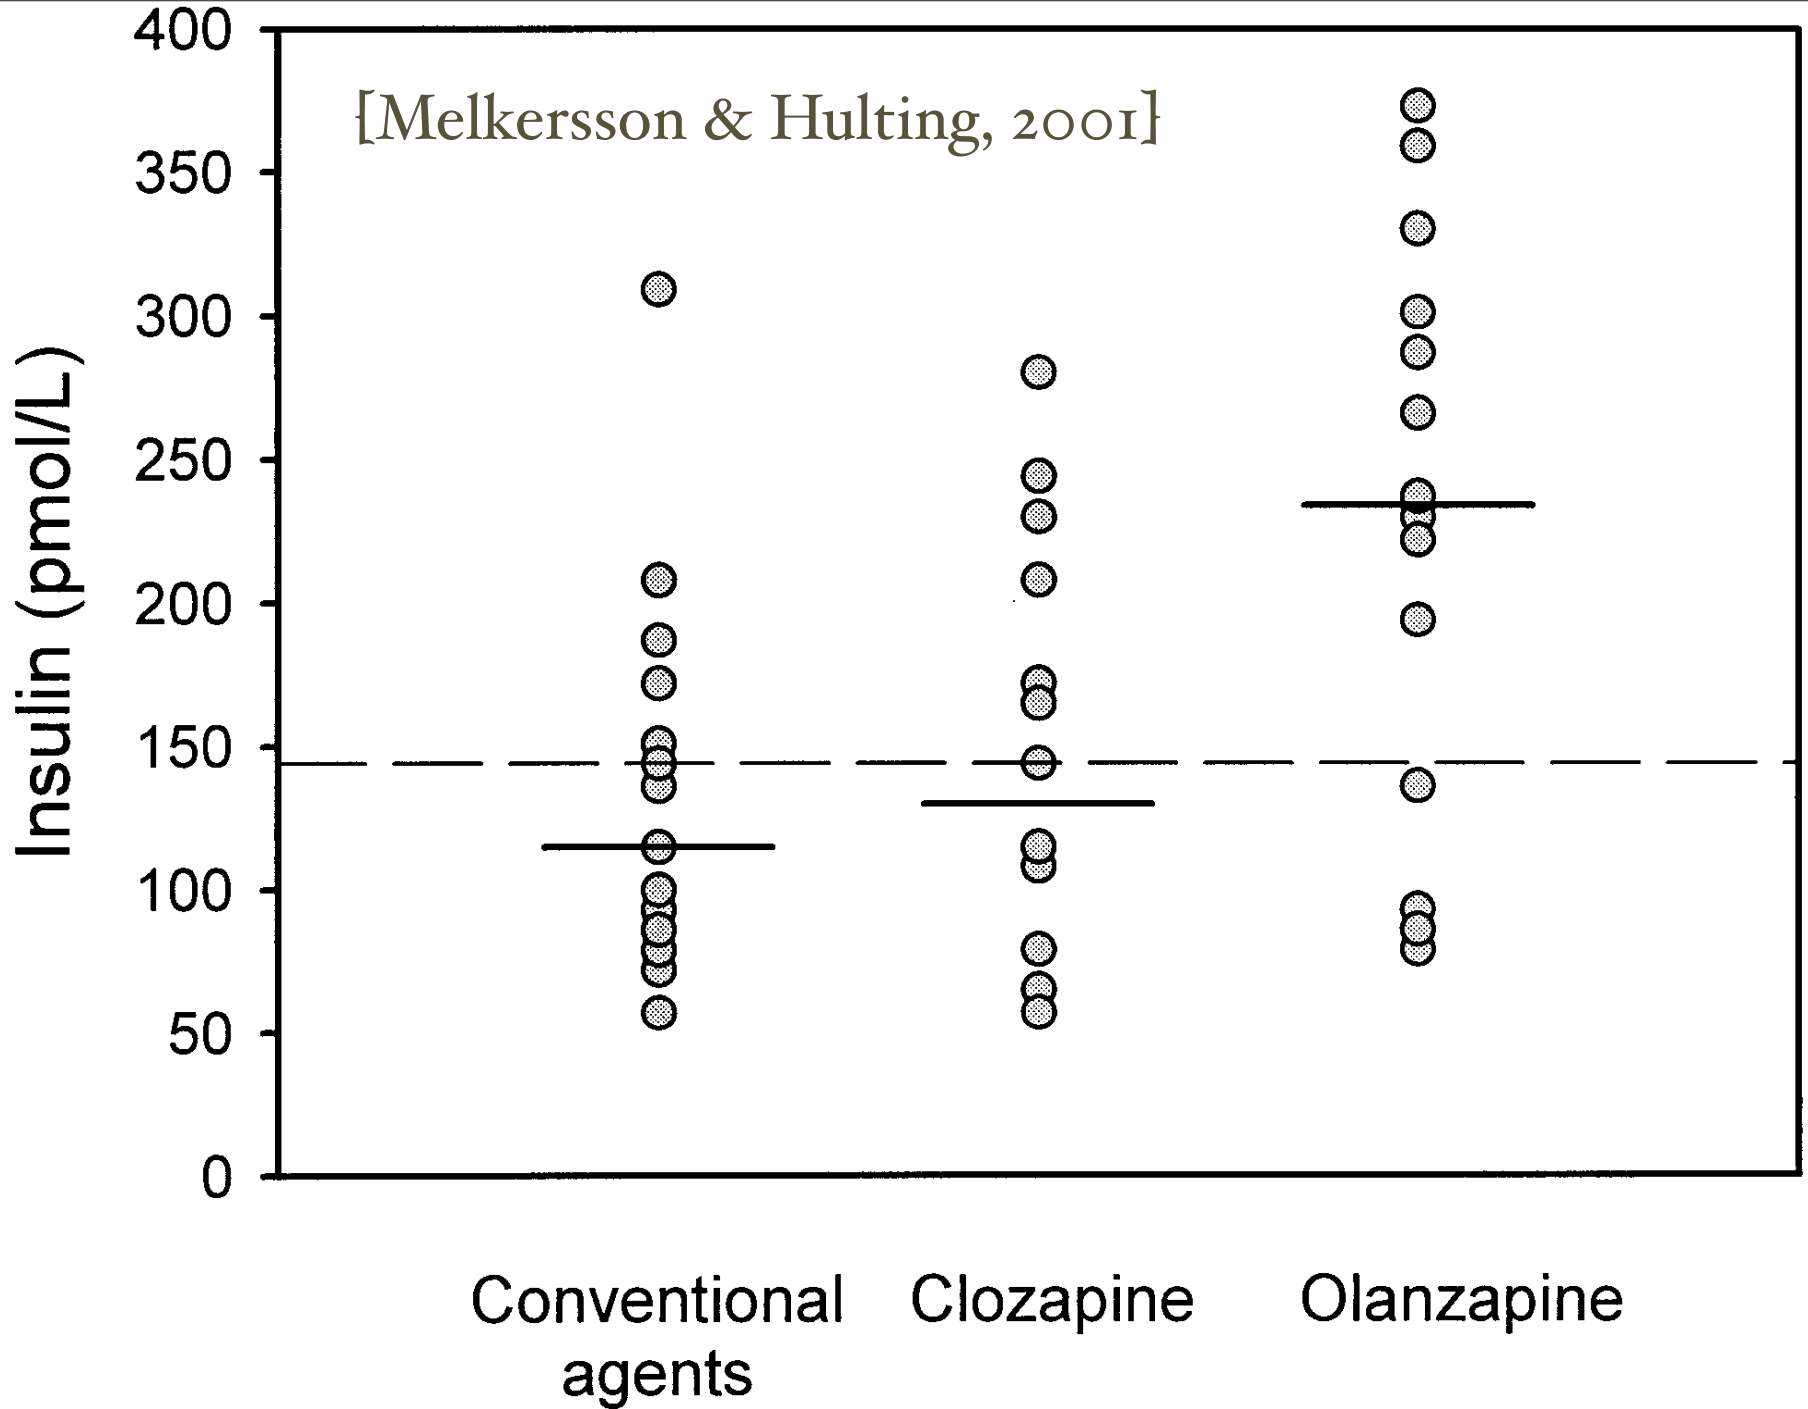 400
[Melkersson & Hulting, 2001]
350
300
250
200
150
100
50
0
Insulin (pmol/L)
Conventional agents
Clozapine
Olanzapine